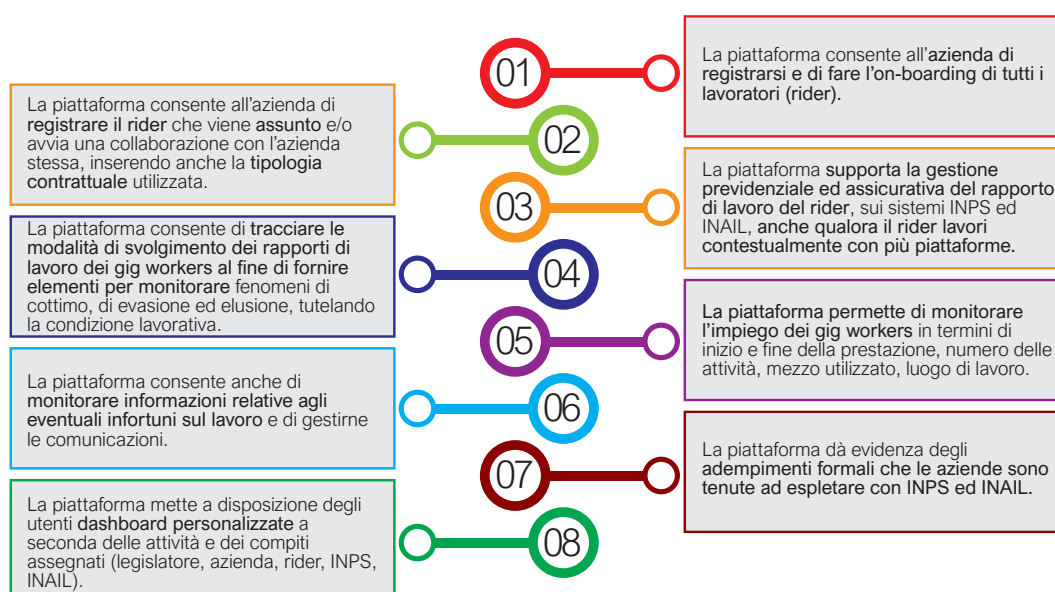 01
La piattaforma consente all'azienda di
registrarsi e di fare l'on-boarding di tutti i
lavoratori (rider).
La piattaforma consente all'azienda di
registrare il rider che viene assunto e/o
avvia una collaborazione con l'azienda
stessa, inserendo anche la tipologia
contrattuale utilizzata.
02
03
La piattaforma supporta la gestione
previdenziale ed assicurativa del rapporto
di lavoro del rider, sui sistemi INPS ed
INAIL, anche qualora il rider lavori
contestualmente con più piattaforme.
La piattaforma consente di tracciare le
modalità di svolgimento dei rapporti di
lavoro dei gig workers al fine di fornire
elementi per monitorare fenomeni di
cottimo, di evasione ed elusione, tutelando
la condizione lavorativa.
04
05
La piattaforma permette di monitorare
l'impiego dei gig workers in termini di
inizio e fine della prestazione, numero delle
attività, mezzo utilizzato, luogo di lavoro.
La piattaforma consente anche di
monitorare informazioni relative agli
eventuali infortuni sul lavoro e di gestirne
le comunicazioni.
06
07
La piattaforma dà evidenza degli
adempimenti formali che le aziende sono
tenute ad espletare con INPS ed INAIL.
La piattaforma mette a disposizione degli
utenti dashboard personalizzate a
seconda delle attività e dei compiti
assegnati (legislatore, azienda, rider, INPS,
INAIL).
08